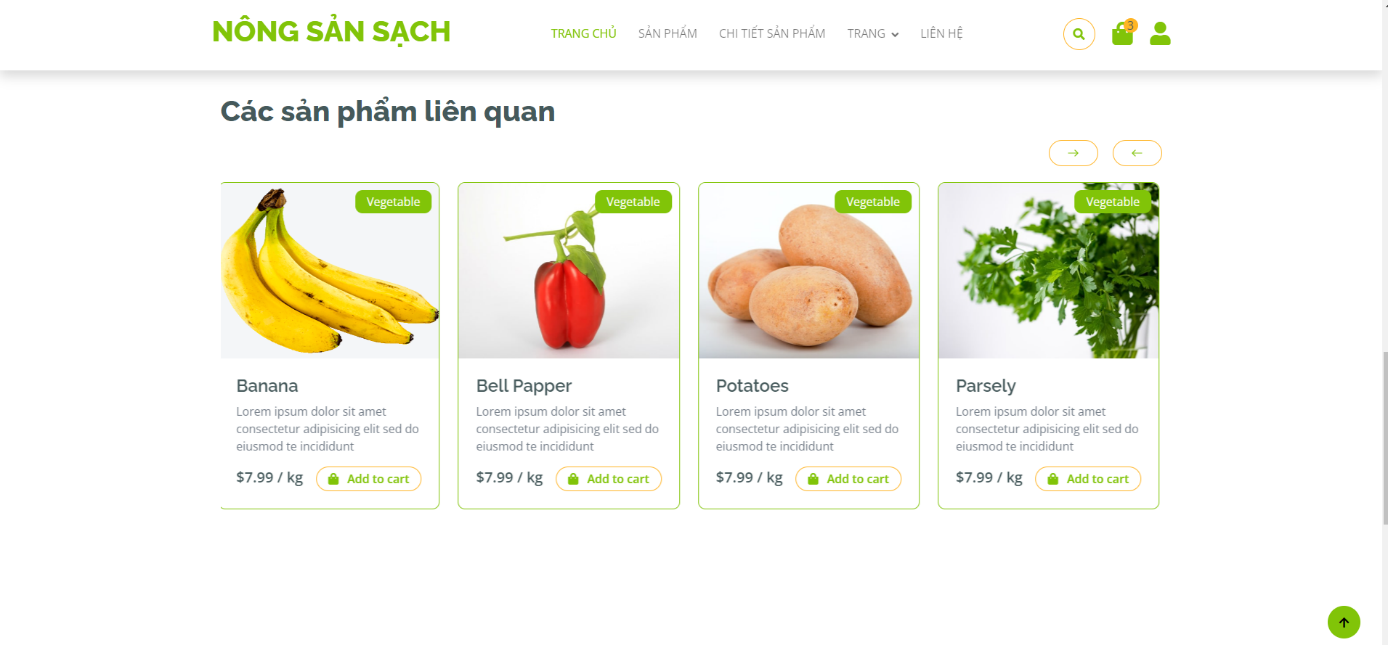 NÔNG SẢN SẠCH
TRANG CHỦ SẢN PHẨM CHI TIẾT SẢN PHẨM TRANG LIÊN HỆ
3
Các sản phẩm liên quan
Vegetable Vegetable Vegetable Vegetable
Banana
Lorem ipsum dolor sit amet
consectetur adipisicing elit sed do
eiusmod te incididunt
$7.99 / kg Add to cart
Bell Papper
Lorem ipsum dolor sit amet
consectetur adipisicing elit sed do
eiusmod te incididunt
$7.99 / kg Add to cart
Potatoes
Lorem ipsum dolor sit amet
consectetur adipisicing elit sed do
eiusmod te incididunt
$7.99 / kg Add to cart
Parsely
Lorem ipsum dolor sit amet
consectetur adipisicing elit sed do
eiusmod te incididunt
$7.99 / kg Add to cart